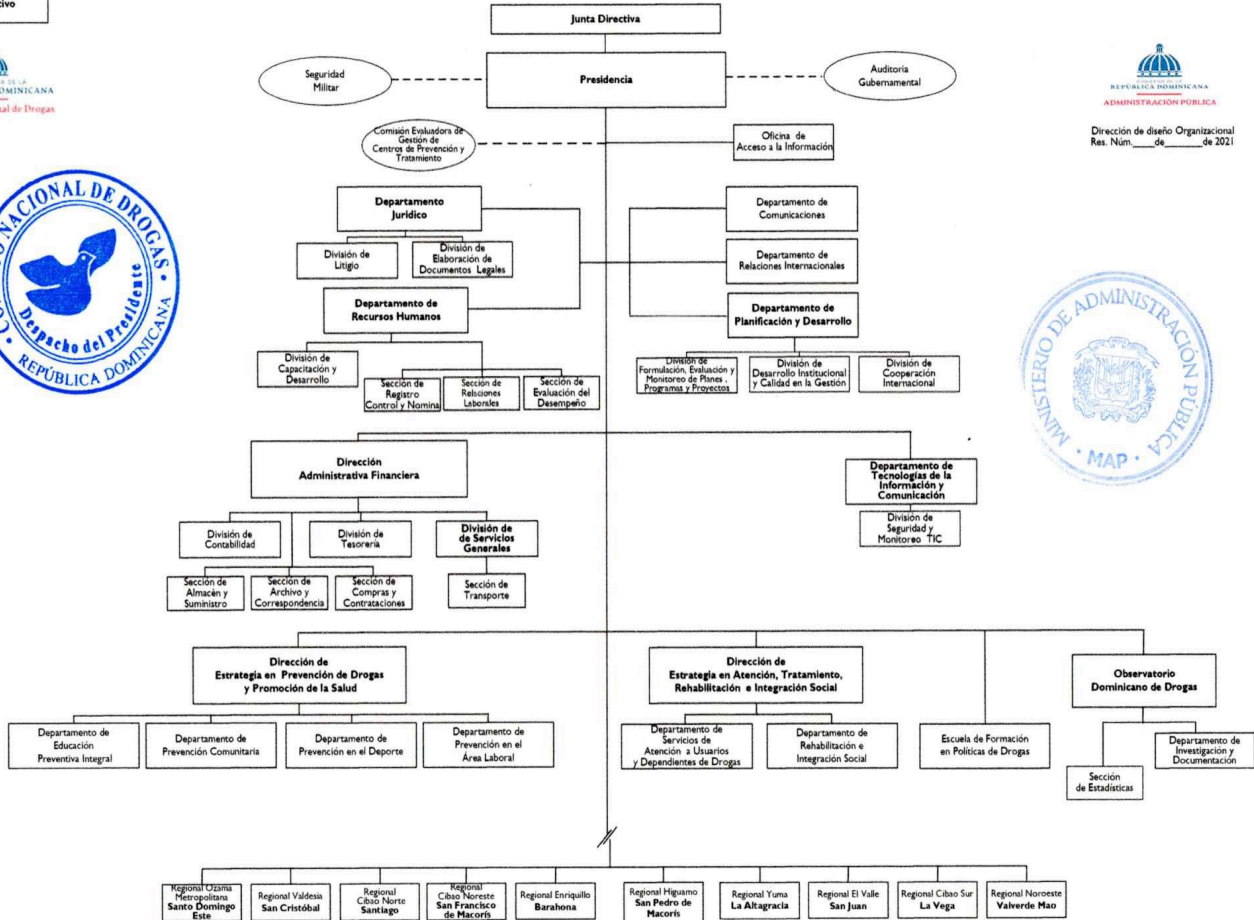 tivo
DOMINICANA
nal de Drogas
NACIONAL DE DROGAS
Despacho del Presidente
REPÚBLICA DOMINICANA
Junta Directiva
Seguridad
Militar
Presidencia
Auditoría
Gubernamental
REPÚBLICA DOMINICANA
ADMINISTRACIÓN PÚBLICA
Dirección de diseño Organizacional
Res. Núm.____de________de 2021
Comisión Evaluadora de
Gestión de
Centros de Prevención y
Tratamiento
Oficina de
Acceso a la Información
Departamento
Jurídico
División de
Litigio
División de
Elaboración de
Documentos Legales
Departamento de
Comunicaciones
Departamento de
Relaciones Internacionales
Departamento de
Recursos Humanos
División de
Capacitación y
Desarrollo
Sección de
Registro
Control y Nomina
Sección de
Relaciones
Laborales
Sección de
Evaluación del
Desempeño
Departamento de
Planificación y Desarrollo
División de
Formulación, Evaluación y
Monitoreo de Planes ,
Programas y Proyectos
División de
Desarrollo Institucional
y Calidad en la Gestión
División de
Cooperación
Internacional
MINISTERIO DE ADMINISTRACIÓN PÚBLICA
MAP
Dirección
Administrativa Financiera
Departamento de
Tecnologías de la
Información y
Comunicación
División de
Seguridad y
Monitoreo TIC
División de
Contabilidad
División de
Tesorería
División de
de Servicios
Generales
Sección de
Almacén y
Suministro
Sección de
Archivo y
Correspondencia
Sección de
Compras y
Contrataciones
Sección de
Transporte
Dirección de
Estrategia en Prevención de Drogas
y Promoción de la Salud
Dirección de
Estrategia en Atención, Tratamiento,
Rehabilitación e Integración Social
Observatorio
Dominicano de Drogas
Departamento de
Educación
Preventiva Integral
Departamento de
Prevención Comunitaria
Departamento de
Prevención en el Deporte
Departamento de
Prevención en el
Área Laboral
Departamento de
Servicios de
Atención a Usuarios
y Dependientes de Drogas
Departamento de
Rehabilitación e
Integración Social
Escuela de Formación
en Políticas de Drogas
Sección
de Estadísticas
Departamento de
Investigación y
Documentación
Regional Ozama
Metropolitana
Santo Domingo
Este
Regional Valdesia
San Cristóbal
Regional
Cibao Norte
Santiago
Regional
Cibao Noreste
San Francisco
de Macorís
Regional Enriquillo
Barahona
Regional Higuamo
San Pedro de
Macorís
Regional Yuma
La Altagracia
Regional El Valle
San Juan
Regional Cibao Sur
La Vega
Regional Noroeste
Valverde Mao